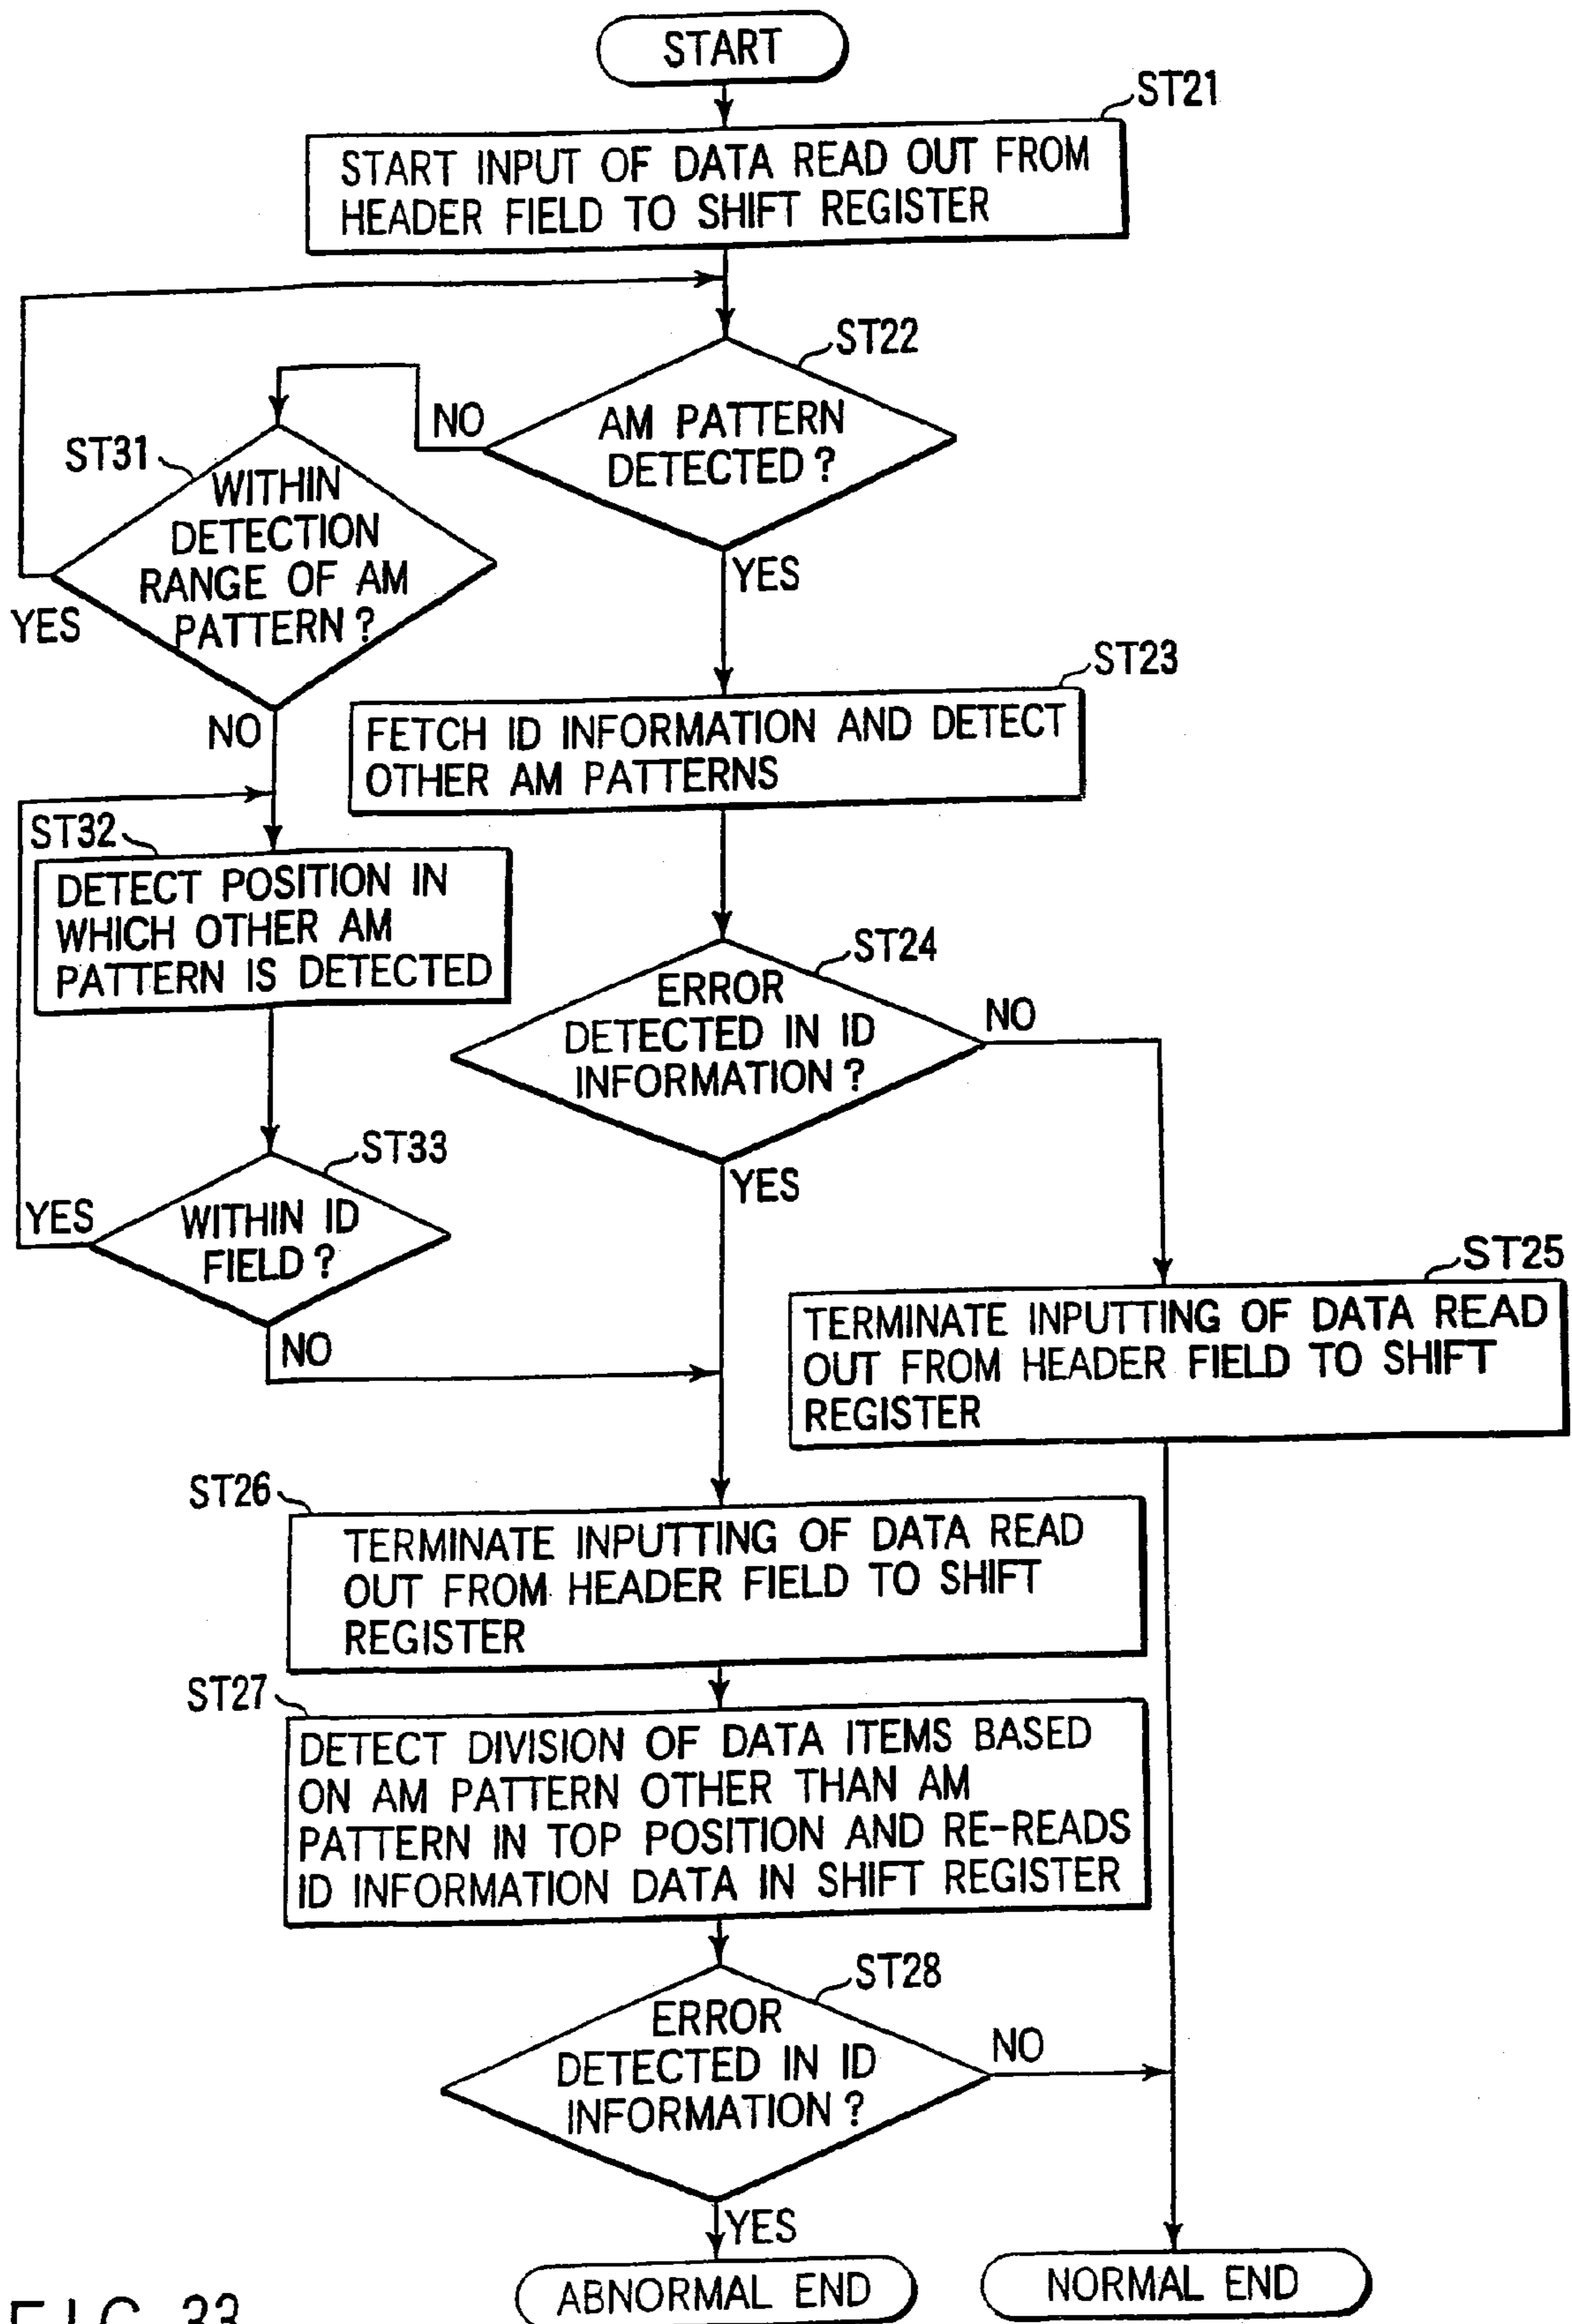 START
ST21
START INPUT OF DATA READ OUT FROM
HEADER FIELD TO SHIFT REGISTER
ST22
AM PATTERN
DETECTED?
NO
YES
ST31
WITHIN
DETECTION
RANGE OF AM
PATTERN?
YES
NO
ST23
FETCH ID INFORMATION AND DETECT
OTHER AM PATTERNS
ST32
DETECT POSITION IN
WHICH OTHER AM
PATTERN IS DETECTED
ST24
ERROR
DETECTED IN ID
INFORMATION?
NO
YES
ST33
WITHIN ID
FIELD?
YES
NO
ST25
TERMINATE INPUTTING OF DATA READ
OUT FROM HEADER FIELD TO SHIFT
REGISTER
ST26
TERMINATE INPUTTING OF DATA READ
OUT FROM HEADER FIELD TO SHIFT
REGISTER
ST27
DETECT DIVISION OF DATA ITEMS BASED
ON AM PATTERN OTHER THAN AM
PATTERN IN TOP POSITION AND RE-READS
ID INFORMATION DATA IN SHIFT REGISTER
ST28
ERROR
DETECTED IN ID
INFORMATION?
NO
YES
ABNORMAL END
NORMAL END
FIG. 33